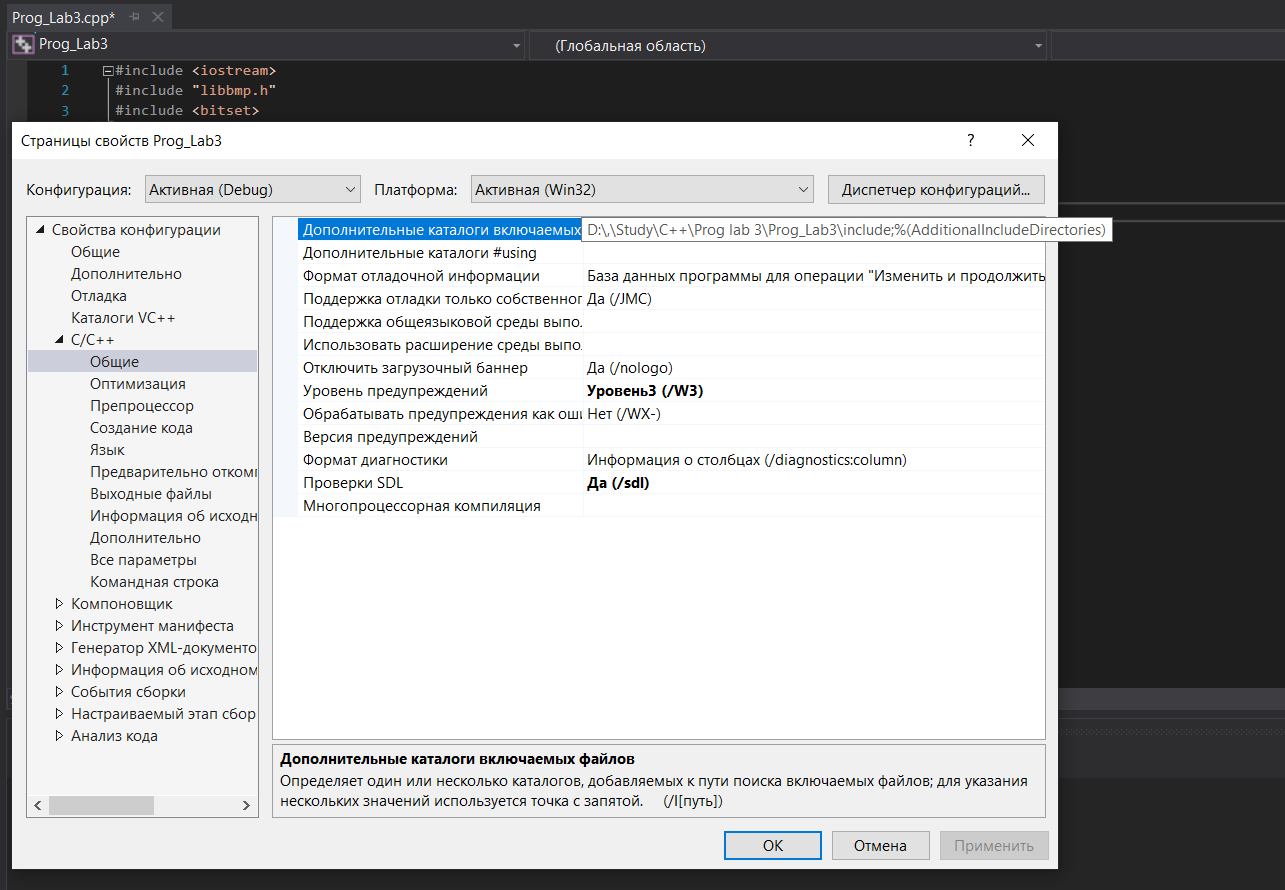 Prog_Lab3.cpp*
Prog_Lab3
(Глобальная область)
1 #include <iostream>
2 #include "libbmp.h"
3 #include <bitset>
Страницы свойств Prog_Lab3
?
Конфигурация: Активная (Debug) Платформа: Активная (Win32) Диспетчер конфигураций...
Свойства конфигурации
Общие
Дополнительно
Отладка
Каталоги VC++
C/C++
Общие
Оптимизация
Препроцессор
Создание кода
Язык
Предварительно откомп
Выходные файлы
Информация об исходн
Дополнительно
Все параметры
Командная строка
Компоновщик
Инструмент манифеста
Генератор XML-документо
Информация об исходном
События сборки
Настраиваемый этап сбор
Анализ кода
Дополнительные каталоги включаемых D:\,\Study\C++\Prog lab 3\Prog_Lab3\include;%(AdditionalIncludeDirectories)
Дополнительные каталоги #using
Формат отладочной информации База данных программы для операции "Изменить и продолжить
Поддержка отладки только собственног Да (/JMC)
Поддержка общеязыковой среды выпо.
Использовать расширение среды выпо.
Отключить загрузочный баннер Да (/nologo)
Уровень предупреждений Уровень3 (/W3)
Обрабатывать предупреждения как оши Нет (/WX-)
Версия предупреждений
Формат диагностики Информация о столбцах (/diagnostics:column)
Проверки SDL Да (/sdl)
Многопроцессорная компиляция
Дополнительные каталоги включаемых файлов
Определяет один или несколько каталогов, добавляемых к пути поиска включаемых файлов; для указания
нескольких значений используется точка с запятой. (/I[путь])
ОК Отмена Применить